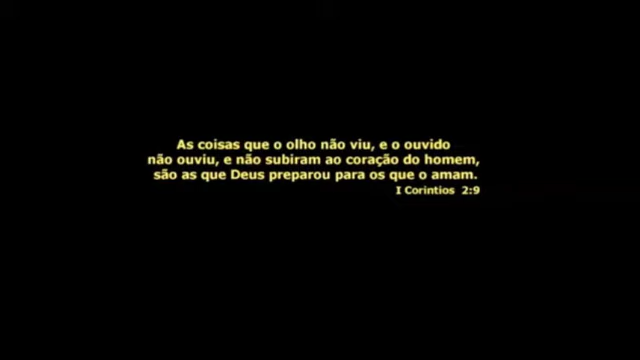 As coisas que o olho não viu, e o ouvido
não ouviu, e não subiram ao coração do homem,
são as que Deus preparou para os que o amam.
I Coríntios 2:9